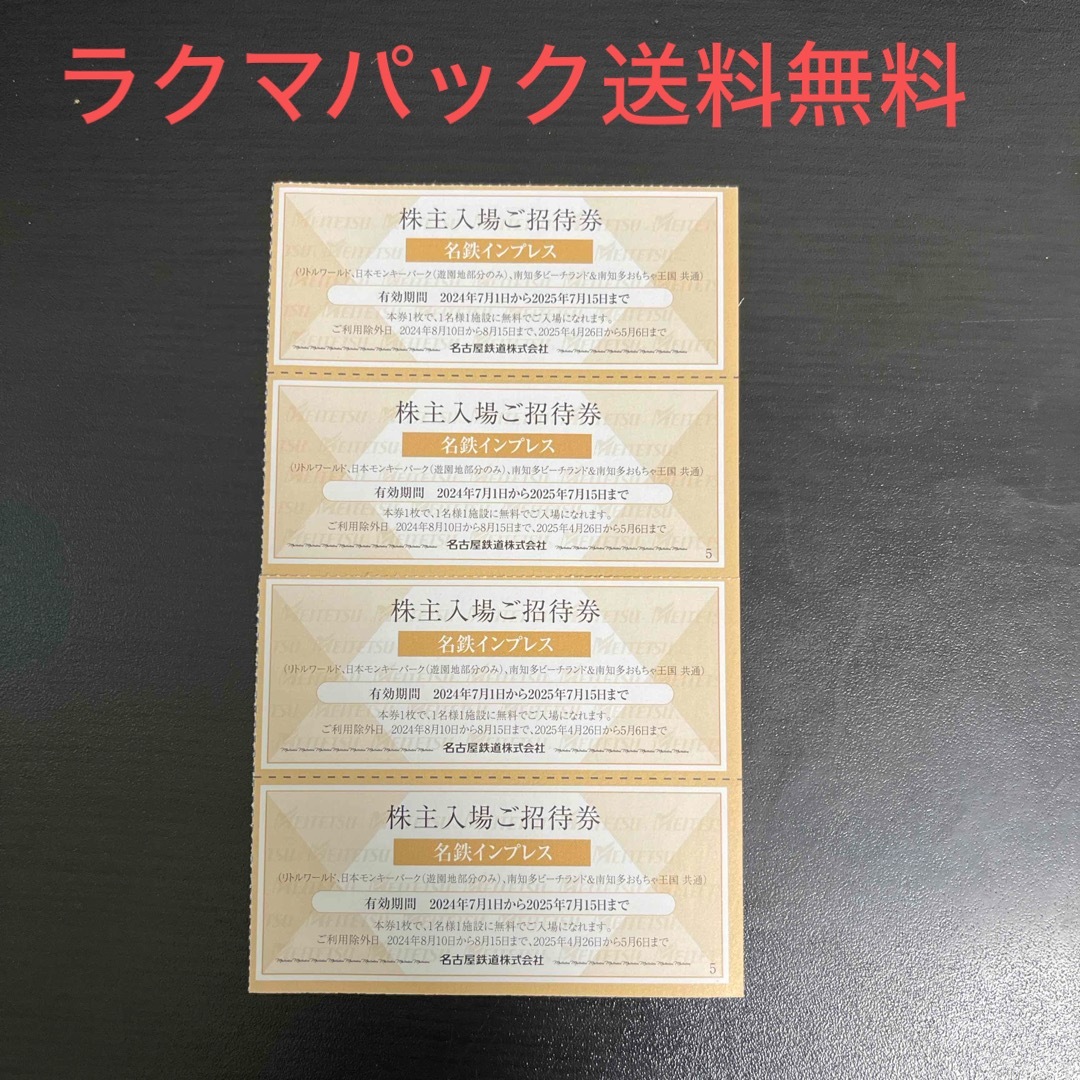 ラクマパック送料無料
株主入場ご招待券
名鉄インプレス
(リトルワールド、日本モンキーパーク(遊園地部分のみ)、南知多ビーチランド&南知多おもちゃ王国 共通)
有効期間 2024年7月1日から2025年7月15日まで
本券1枚で、1名様1施設に無料でご入場になれます。
ご利用除外日 2024年8月10日から8月15日まで、2025年4月26日から5月6日まで
名古屋鉄道株式会社
株主入場ご招待券
名鉄インプレス
(リトルワールド、日本モンキーパーク(遊園地部分のみ)、南知多ビーチランド&南知多おもちゃ王国 共通)
有効期間 2024年7月1日から2025年7月15日まで
本券1枚で、1名様1施設に無料でご入場になれます。
ご利用除外日 2024年8月10日から8月15日まで、2025年4月26日から5月6日まで
名古屋鉄道株式会社
5
株主入場ご招待券
名鉄インプレス
(リトルワールド、日本モンキーパーク(遊園地部分のみ)、南知多ビーチランド&南知多おもちゃ王国 共通)
有効期間 2024年7月1日から2025年7月15日まで
本券1枚で、1名様1施設に無料でご入場になれます。
ご利用除外日 2024年8月10日から8月15日まで、2025年4月26日から5月6日まで
名古屋鉄道株式会社
株主入場ご招待券
名鉄インプレス
(リトルワールド、日本モンキーパーク(遊園地部分のみ)、南知多ビーチランド&南知多おもちゃ王国 共通)
有効期間 2024年7月1日から2025年7月15日まで
本券1枚で、1名様1施設に無料でご入場になれます。
ご利用除外日 2024年8月10日から8月15日まで、2025年4月26日から5月6日まで
名古屋鉄道株式会社
5